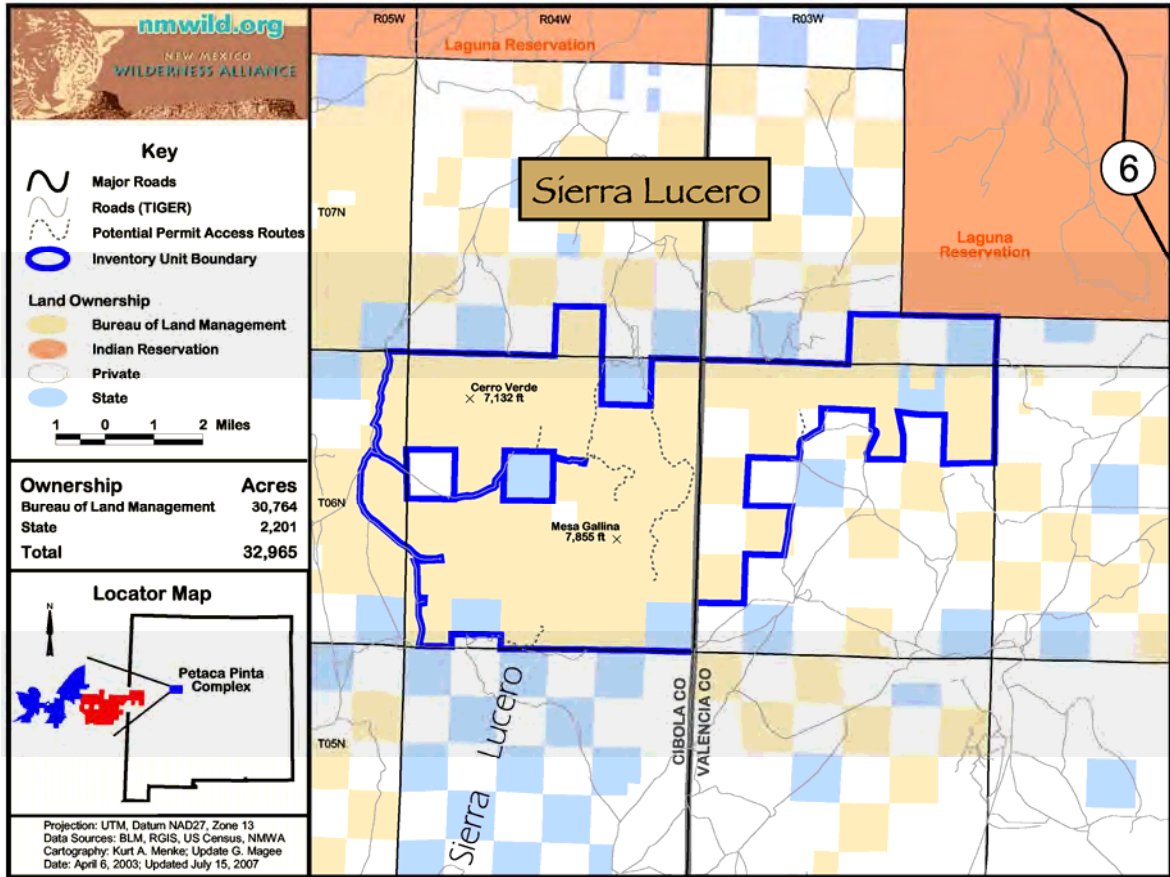 nmwild.org
NEW MEXICO
WILDERNESS ALLIANCE
Key
Major Roads
Roads (TIGER)
Potential Permit Access Routes
Inventory Unit Boundary
Land Ownership
Bureau of Land Management
Indian Reservation
Private
State
1 0 1 2 Miles
Ownership Acres
Bureau of Land Management 30,764
State 2,201
Total 32,965
Locator Map
N
Petaca Pinta
Complex
Projection: UTM, Datum NAD27, Zone 13
Data Sources: BLM, RGIS, US Census, NMWA
Cartography: Kurt A. Menke; Update G. Magee
Date: April 6, 2003; Updated July 15, 2007
R05W R04W R03W
Laguna Reservation
6
Sierra Lucero
T07N
Laguna
Reservation
Cerro Verde
7,132 ft
T06N
Mesa Gallina
7,855 ft
Sierra Lucero
CIBOLA CO
VALENCIA CO
T05N